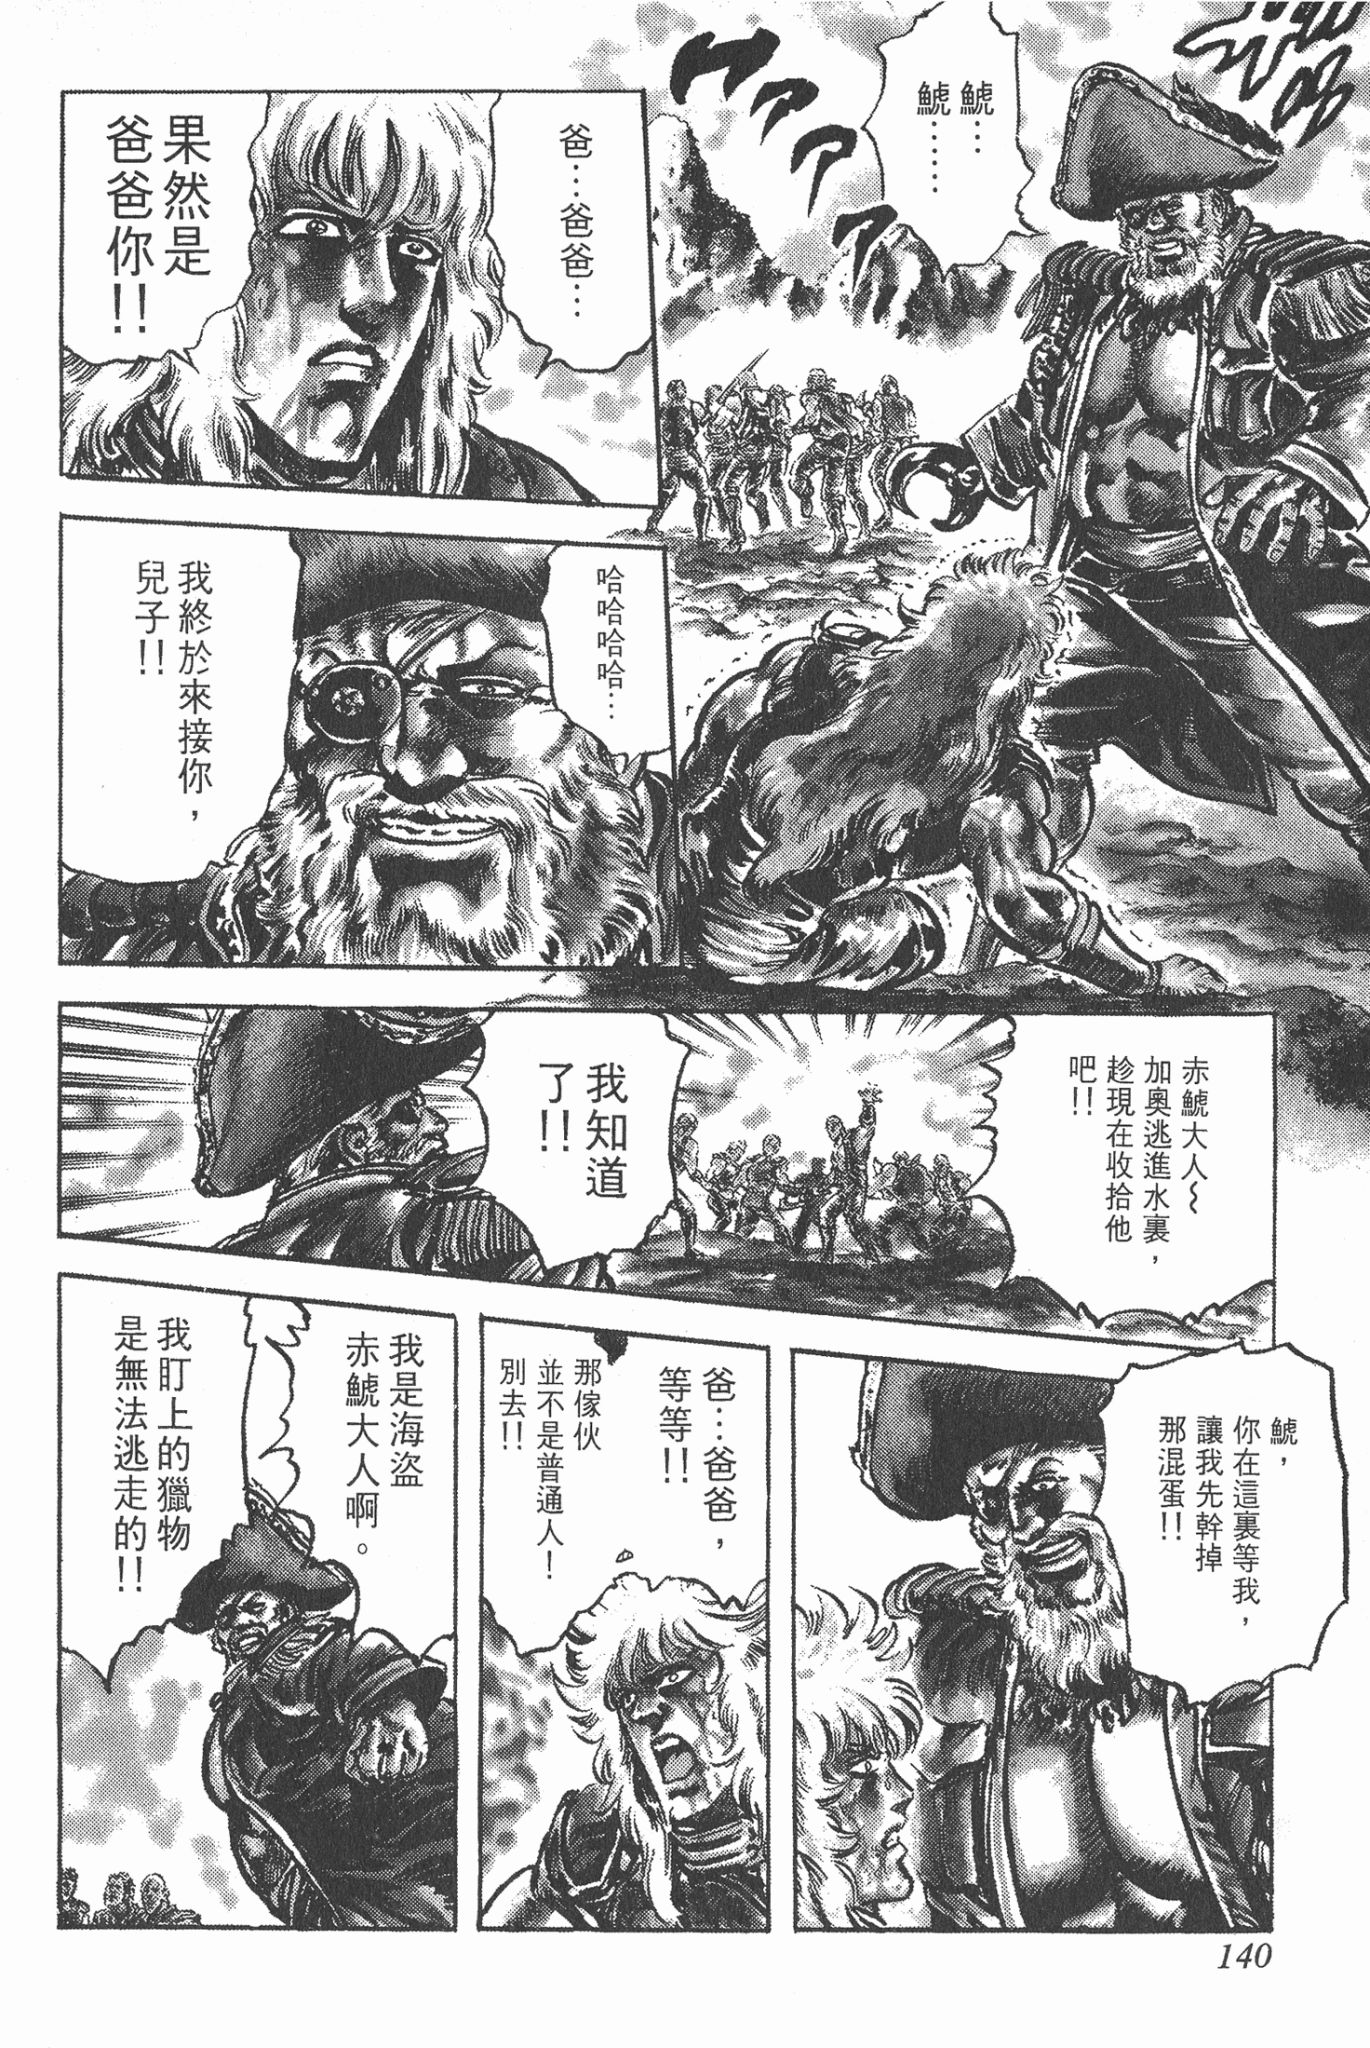 鯱…
鯱……
ワァァァァ
爸…爸爸…
果然是
爸爸你!!
哈哈哈哈…
我終於來接你，
兒子!!
赤鯱大人～
加奧逃進水裏，
趁現在收拾他
吧!!
我知道
了!!
鯱，
你在這裏等我，
讓我先幹掉
那混蛋!!
爸…爸爸，
等等!!
那傢伙
並不是普通人！
別去!!
我是海盜
赤鯱大人啊。
我盯上的獵物
是無法逃走的!!
140